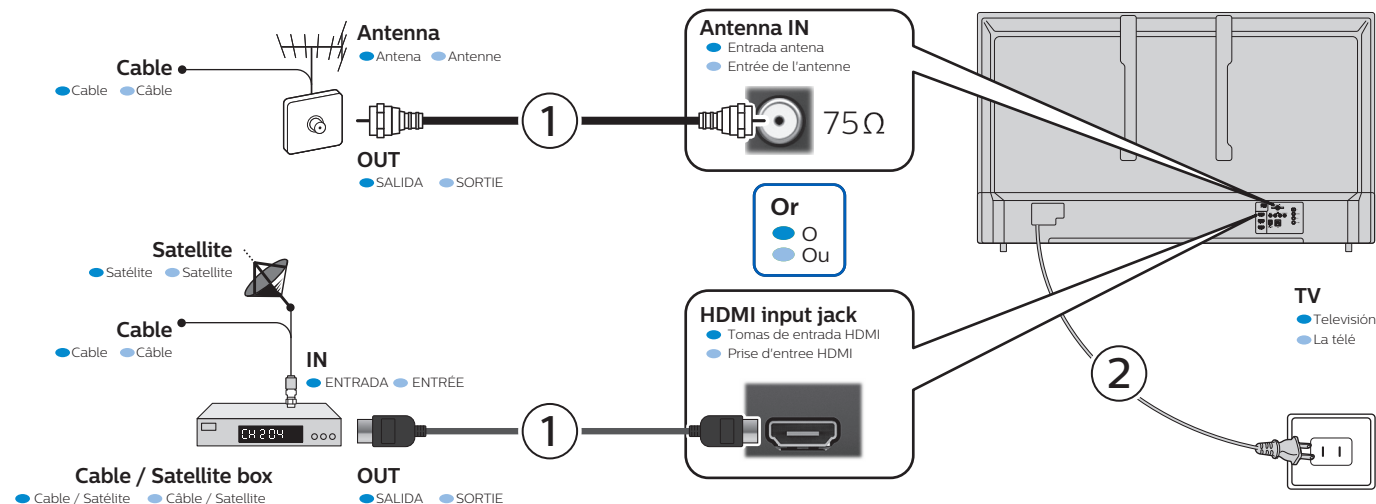 Antenna
Antena Antenne
Cable
Cable Câble
OUT
SALIDA SORTIE
1
Antenna IN
Entrada antena
Entrée de l'antenne
75Ω
Or
O
Ou
Satellite
Satélite Satellite
Cable
Cable Câble
IN
ENTRADA ENTRÉE
CH204
Cable / Satellite box
Cable / Satélite Câble / Satellite
OUT
SALIDA SORTIE
1
HDMI input jack
Tomas de entrada HDMI
Prise d'entree HDMI
2
TV
Televisión
La télé